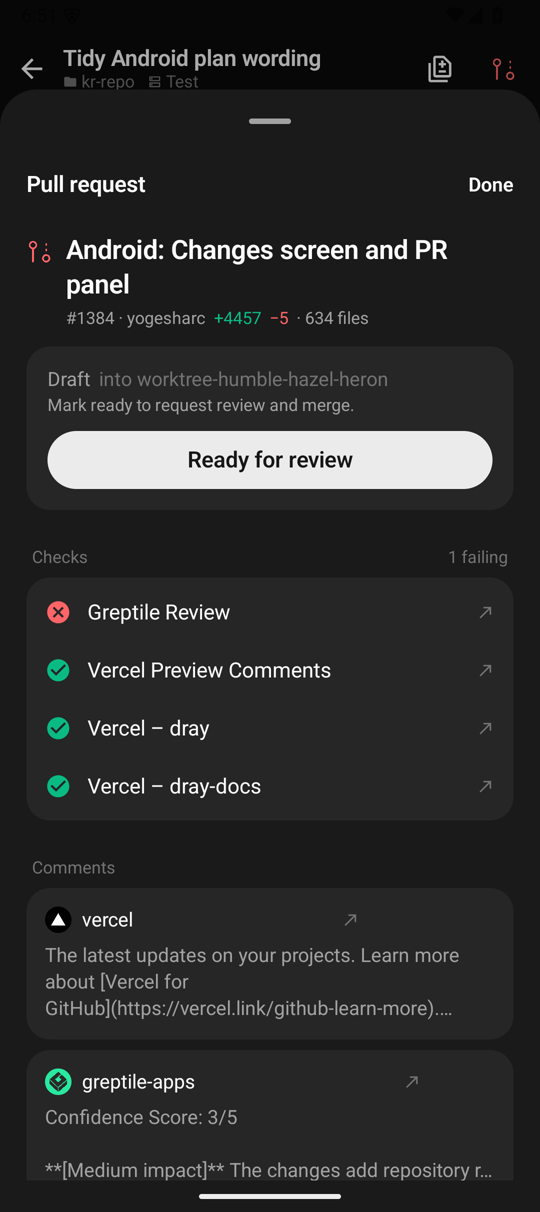 4:51
Tidy Android plan wording
kr-repo Test
Pull request Done
Android: Changes screen and PR
panel
#1384 · yogesharc +4457 −5 · 634 files
Draft into worktree-humble-hazel-heron
Mark ready to request review and merge.
Ready for review
Checks 1 failing
Greptile Review
Vercel Preview Comments
Vercel – dray
Vercel – dray-docs
Comments
vercel
The latest updates on your projects. Learn more
about [Vercel for
GitHub](https://vercel.link/github-learn-more).…
greptile-apps
Confidence Score: 3/5
**[Medium impact]** The changes add repository r…